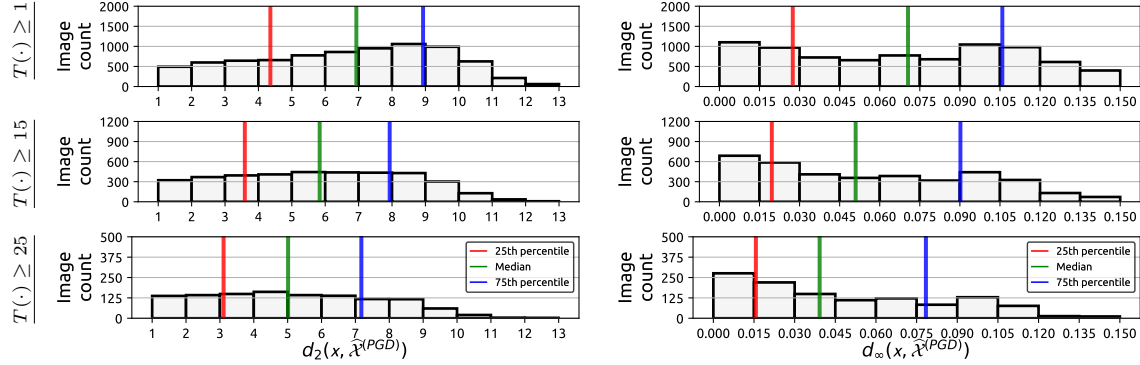 T(·) ≥ 1
Image count
2000
1500
1000
500
0
1 2 3 4 5 6 7 8 9 10 11 12 13
Image count
2000
1500
1000
500
0
0.000 0.015 0.030 0.045 0.060 0.075 0.090 0.105 0.120 0.135 0.150
T(·) ≥ 15
Image count
1200
900
600
300
0
1 2 3 4 5 6 7 8 9 10 11 12 13
Image count
1200
900
600
300
0
0.000 0.015 0.030 0.045 0.060 0.075 0.090 0.105 0.120 0.135 0.150
T(·) ≥ 25
Image count
500
375
250
125
0
25th percentile
Median
75th percentile
1 2 3 4 5 6 7 8 9 10 11 12 13
d₂(x, X̂^(PGD))
Image count
500
375
250
125
0
25th percentile
Median
75th percentile
0.000 0.015 0.030 0.045 0.060 0.075 0.090 0.105 0.120 0.135 0.150
d∞(x, X̂^(PGD))